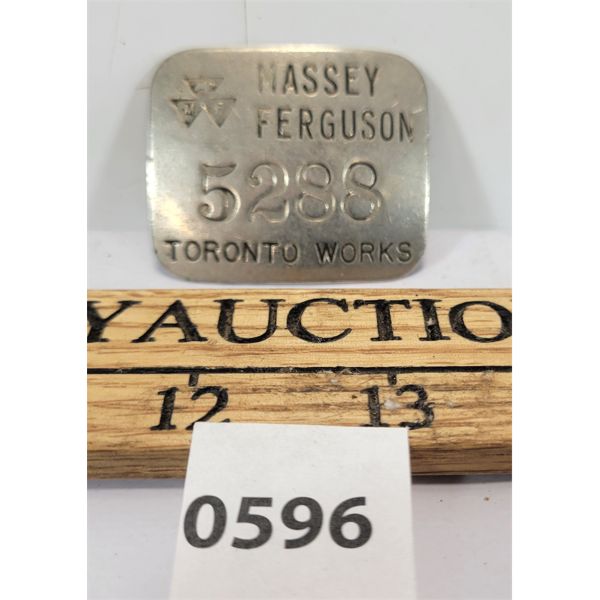 MASSEY
FERGUSON
5288
TORONTO WORKS
YAUCTIO
12 13
0596